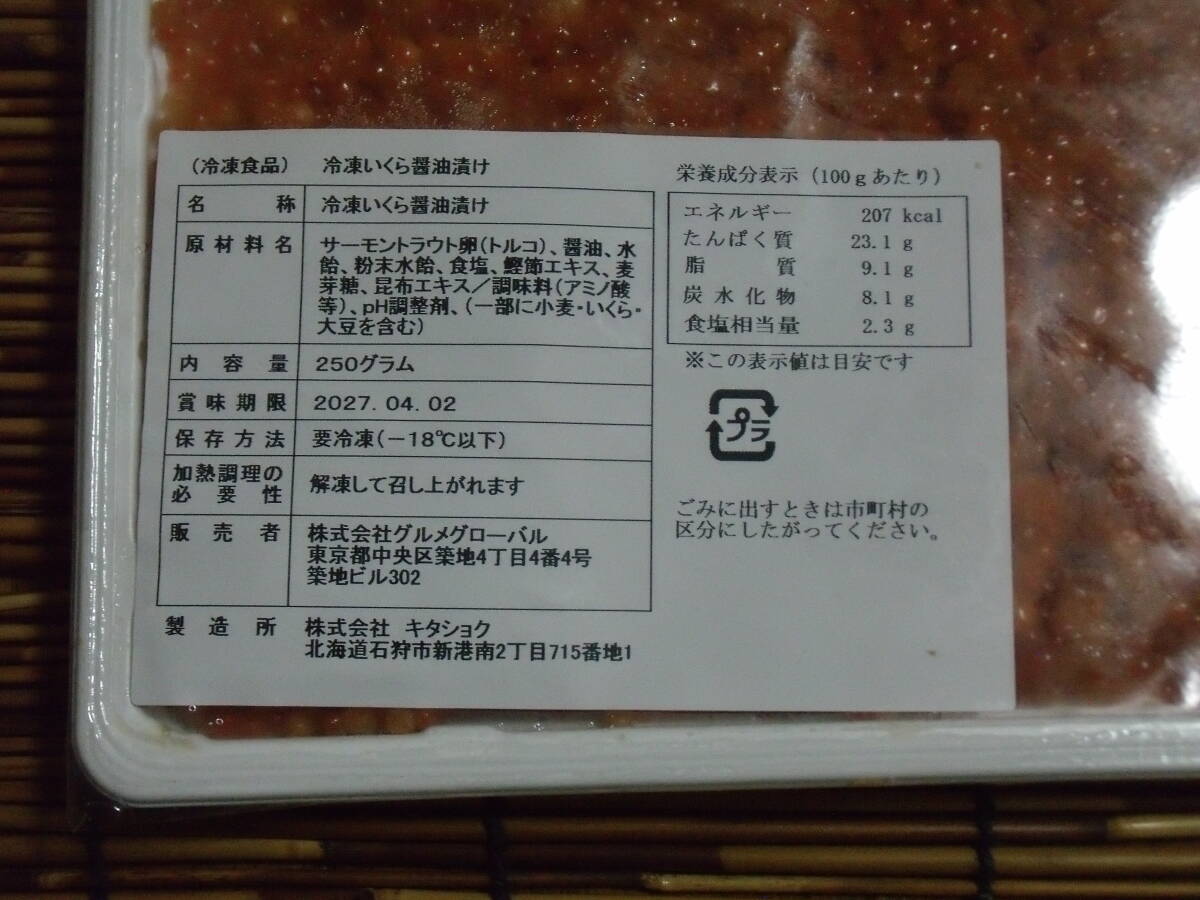 (冷凍食品) 冷凍いくら醤油漬け
名称 冷凍いくら醤油漬け
原材料名 サーモントラウト卵(トルコ)、醤油、水
飴、粉末水飴、食塩、鰹節エキス、麦
芽糖、昆布エキス/調味料(アミノ酸
等)、pH調整剤、(一部に小麦・いくら・
大豆を含む)
内容量 250グラム
賞味期限 2027.04.02
保存方法 要冷凍(-18℃以下)
加熱調理の
必要性 解凍して召し上がれます
販売者 株式会社グルメグローバル
東京都中央区築地4丁目4番4号
築地ビル302
製造所 株式会社 キタショク
北海道石狩市新港南2丁目715番地1
栄養成分表示 (100gあたり)
エネルギー 207 kcal
たんぱく質 23.1 g
脂質 9.1 g
炭水化物 8.1 g
食塩相当量 2.3 g
※この表示値は目安です
プラ
ごみに出すときは市町村の
区分にしたがってください。